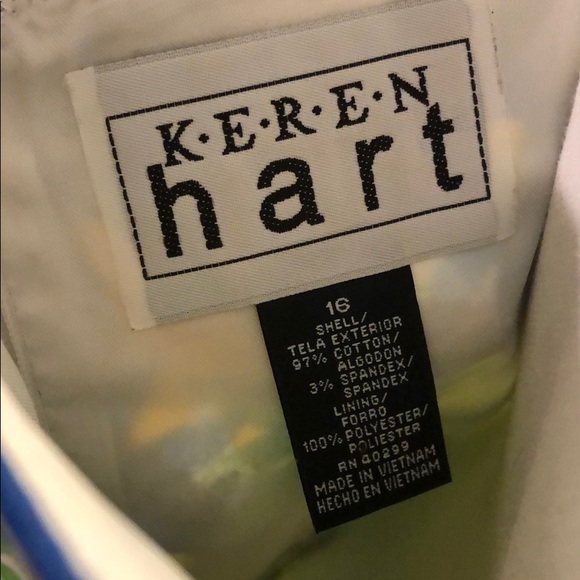 K·E·R·E·N
hart
16
SHELL/
TELA EXTERIOR
97% COTTON/
ALGODON
3% SPANDEX/
SPANDEX
LINING/
FORRO
100% POLYESTER/
POLIESTER
RN 40299
MADE IN VIETNAM
HECHO EN VIETNAM